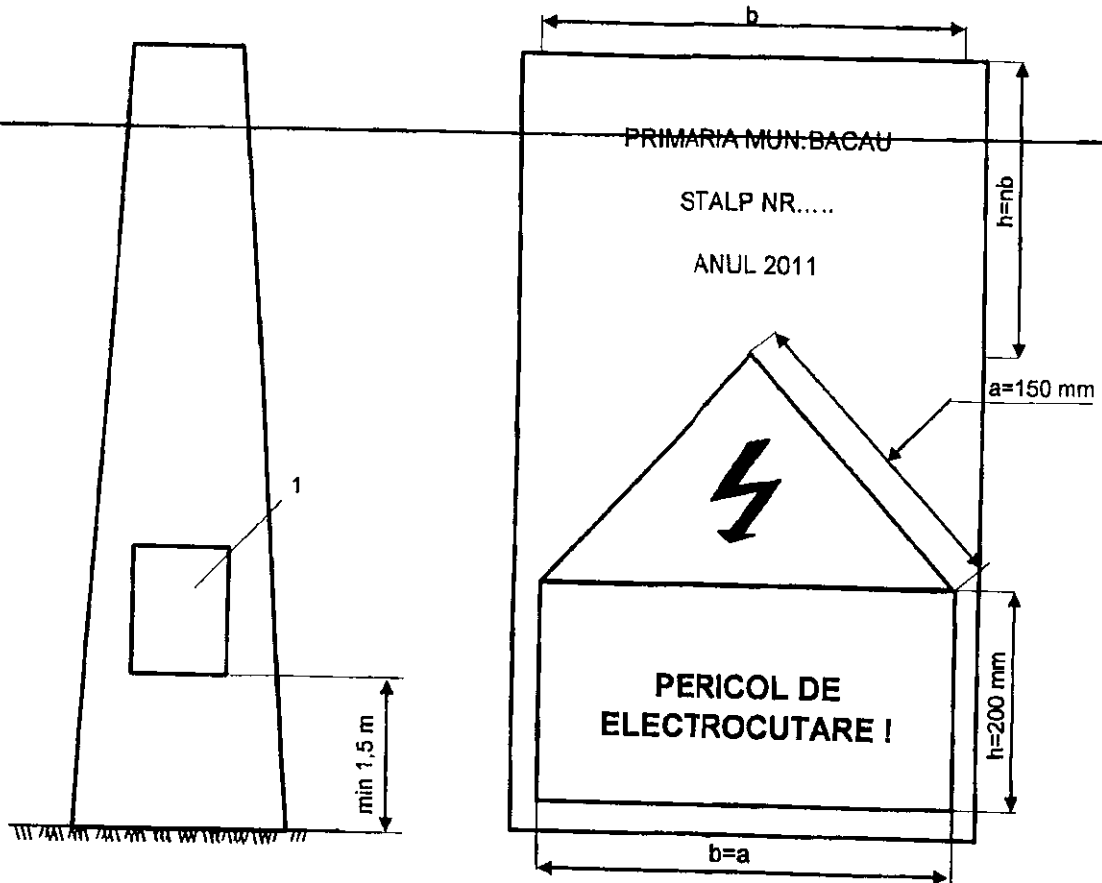 b
PRIMARIA MUN.BACAU
STALP NR.....
ANUL 2011
h=nb
a=150 mm
1
PERICOL DE
ELECTROCUTARE !
h=200 mm
min 1,5 m
b=a